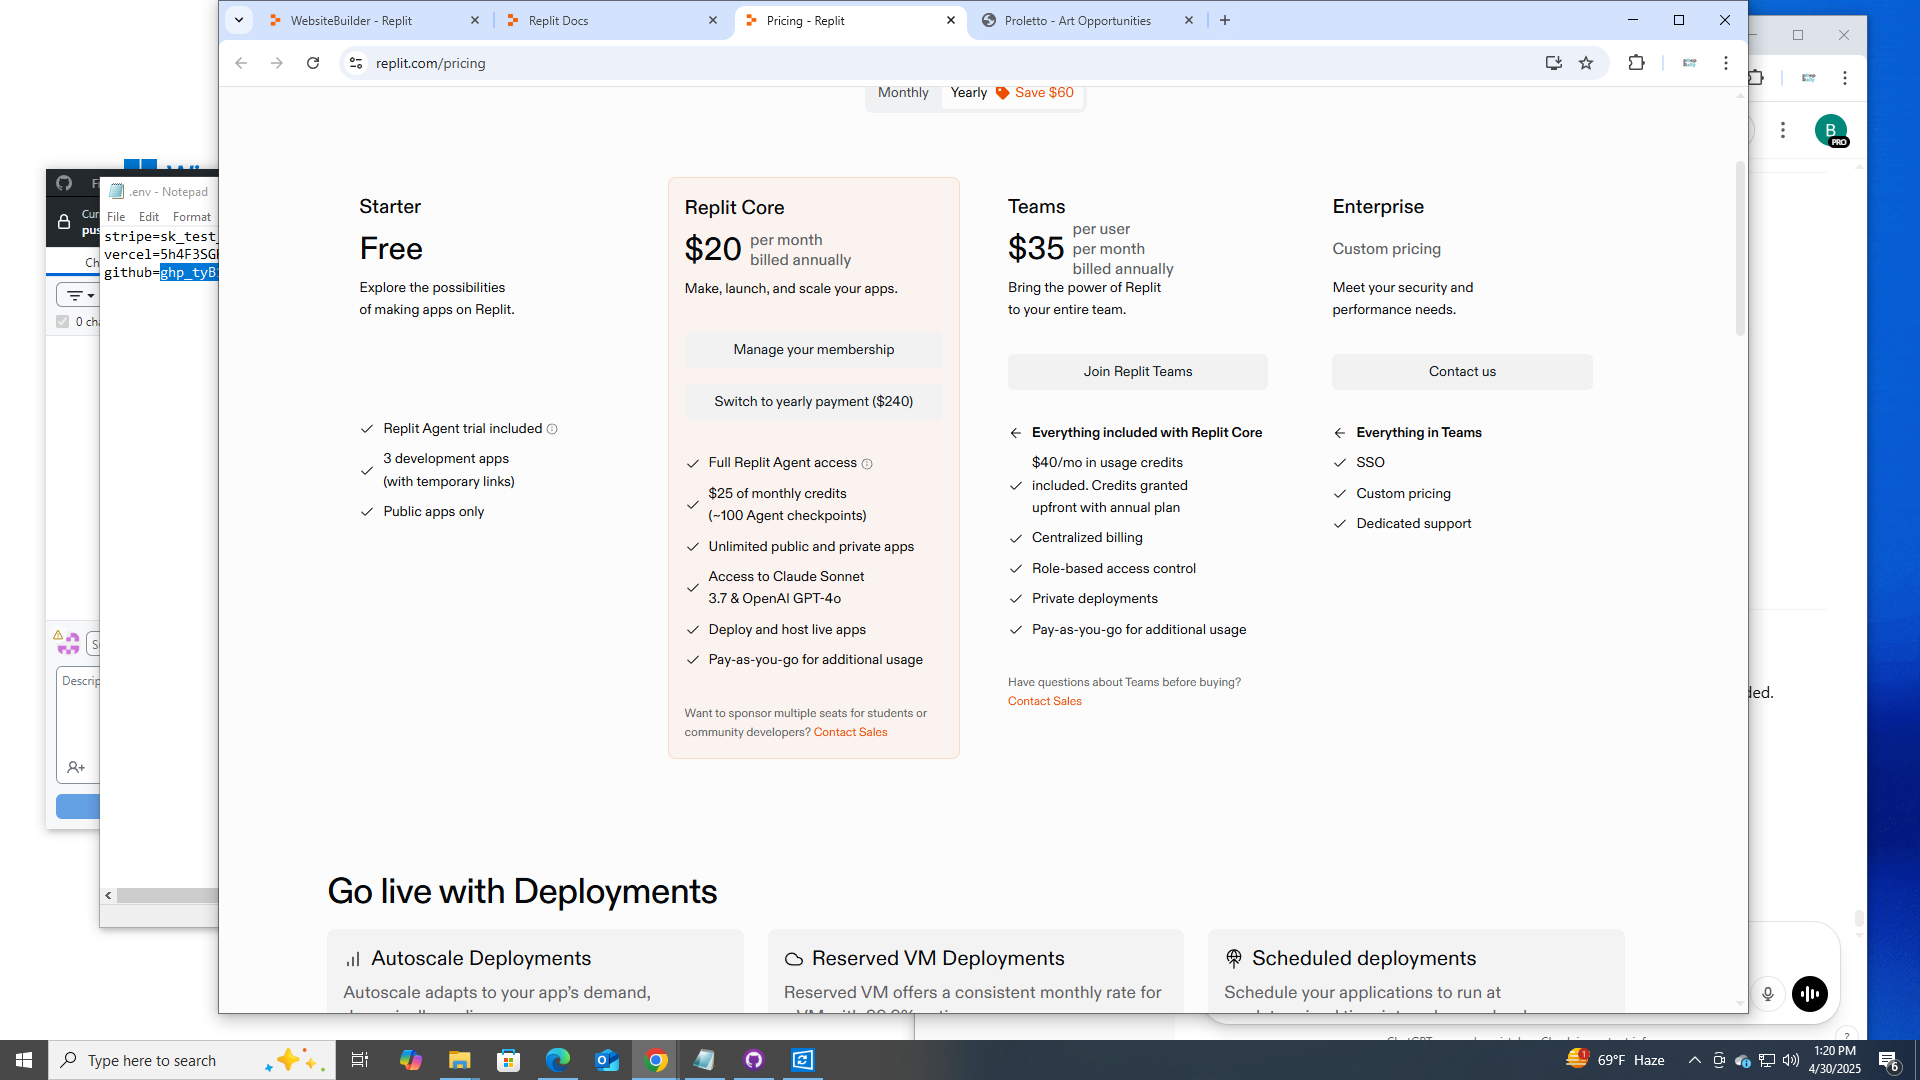 WebsiteBuilder - Replit
Replit Docs
Pricing - Replit
Proletto - Art Opportunities
replit.com/pricing
Monthly
Yearly
Save $60
B
PRO
.env - Notepad
File Edit Format
stripe=sk_test_
vercel=5h4F3SG
github=ghp_tyB
0 cha
Descrip
Starter
Free
Explore the possibilities
of making apps on Replit.
Replit Agent trial included
3 development apps
(with temporary links)
Public apps only
Replit Core
$20
per month
billed annually
Make, launch, and scale your apps.
Manage your membership
Switch to yearly payment ($240)
Full Replit Agent access
$25 of monthly credits
(~100 Agent checkpoints)
Unlimited public and private apps
Access to Claude Sonnet
3.7 & OpenAI GPT-4o
Deploy and host live apps
Pay-as-you-go for additional usage
Want to sponsor multiple seats for students or
community developers? Contact Sales
Teams
$35
per user
per month
billed annually
Bring the power of Replit
to your entire team.
Join Replit Teams
Everything included with Replit Core
$40/mo in usage credits
included. Credits granted
upfront with annual plan
Centralized billing
Role-based access control
Private deployments
Pay-as-you-go for additional usage
Have questions about Teams before buying?
Contact Sales
Enterprise
Custom pricing
Meet your security and
performance needs.
Contact us
Everything in Teams
SSO
Custom pricing
Dedicated support
ded.
Go live with Deployments
Autoscale Deployments
Autoscale adapts to your app's demand,
Reserved VM Deployments
Reserved VM offers a consistent monthly rate for
Scheduled deployments
Schedule your applications to run at
Type here to search
1
69°F Haze
1:20 PM
4/30/2025
6